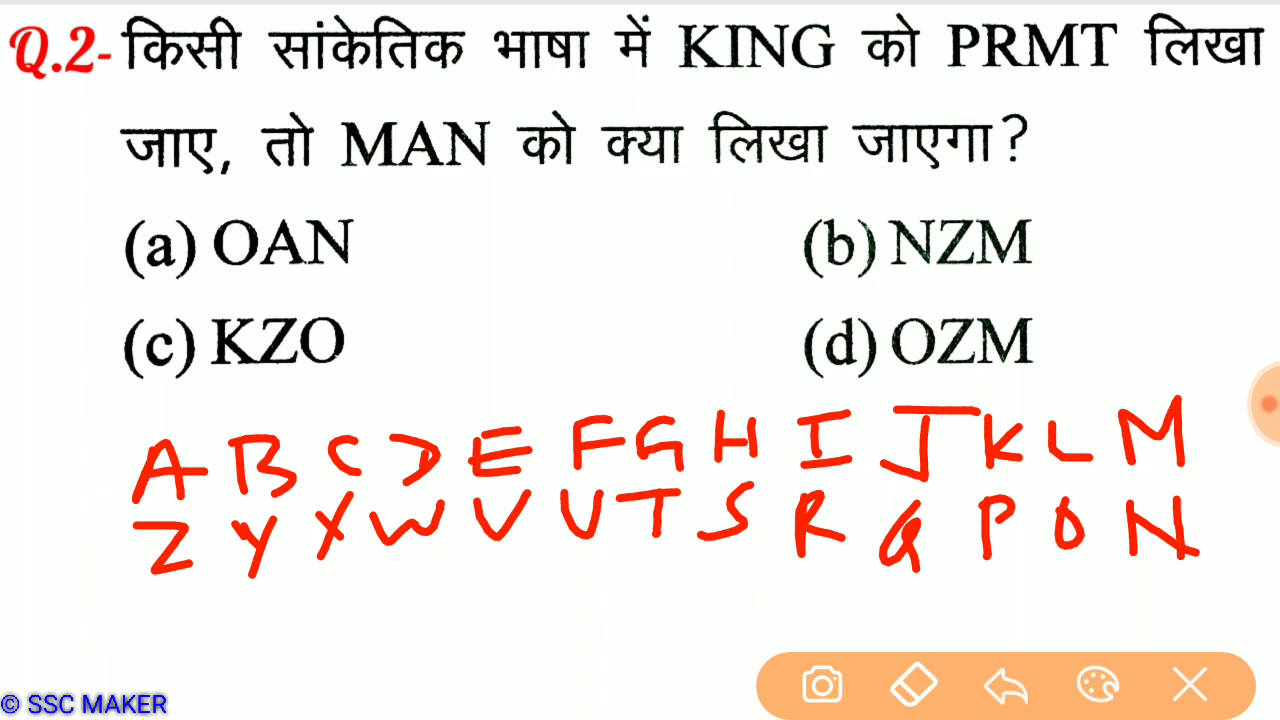 Q.2- किसी सांकेतिक भाषा में KING को PRMT लिखा
जाए, तो MAN को क्या लिखा जाएगा?
(a) OAN (b) NZM
(c) KZO (d) OZM
A B C D E F G H I J K L M
Z Y X W V U T S R Q P O N
© SSC MAKER